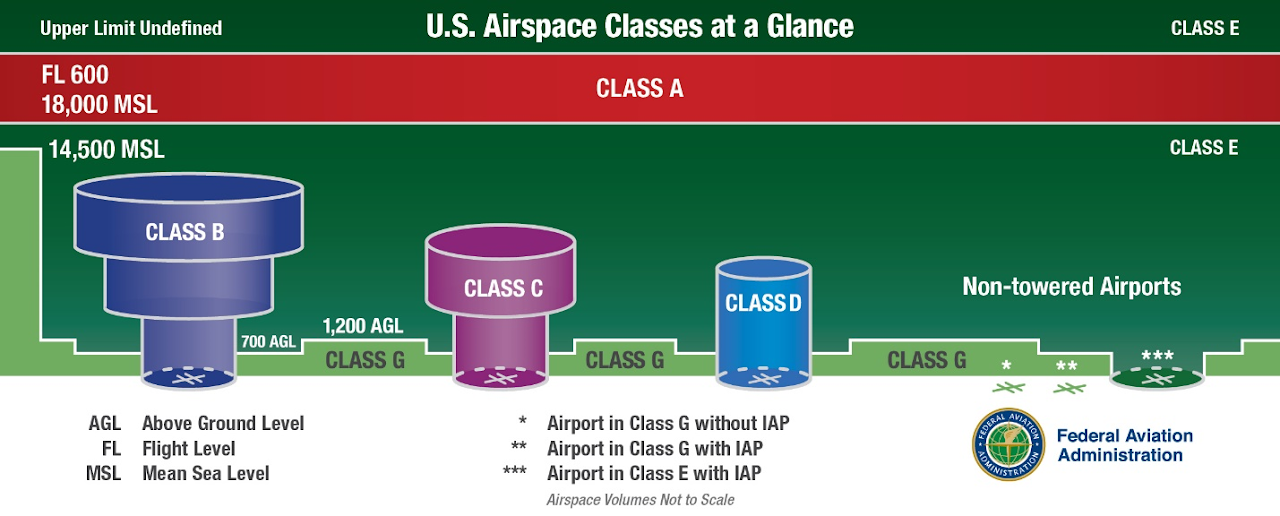 Upper Limit Undefined
U.S. Airspace Classes at a Glance
CLASS E
FL 600
18,000 MSL
CLASS A
14,500 MSL
CLASS E
CLASS B
CLASS C
CLASS D
Non-towered Airports
700 AGL
1,200 AGL
CLASS G
CLASS G
CLASS G
*
**
***
AGL Above Ground Level
FL Flight Level
MSL Mean Sea Level
* Airport in Class G without IAP
** Airport in Class G with IAP
*** Airport in Class E with IAP
Airspace Volumes Not to Scale
FEDERAL AVIATION
ADMINISTRATION
Federal Aviation
Administration